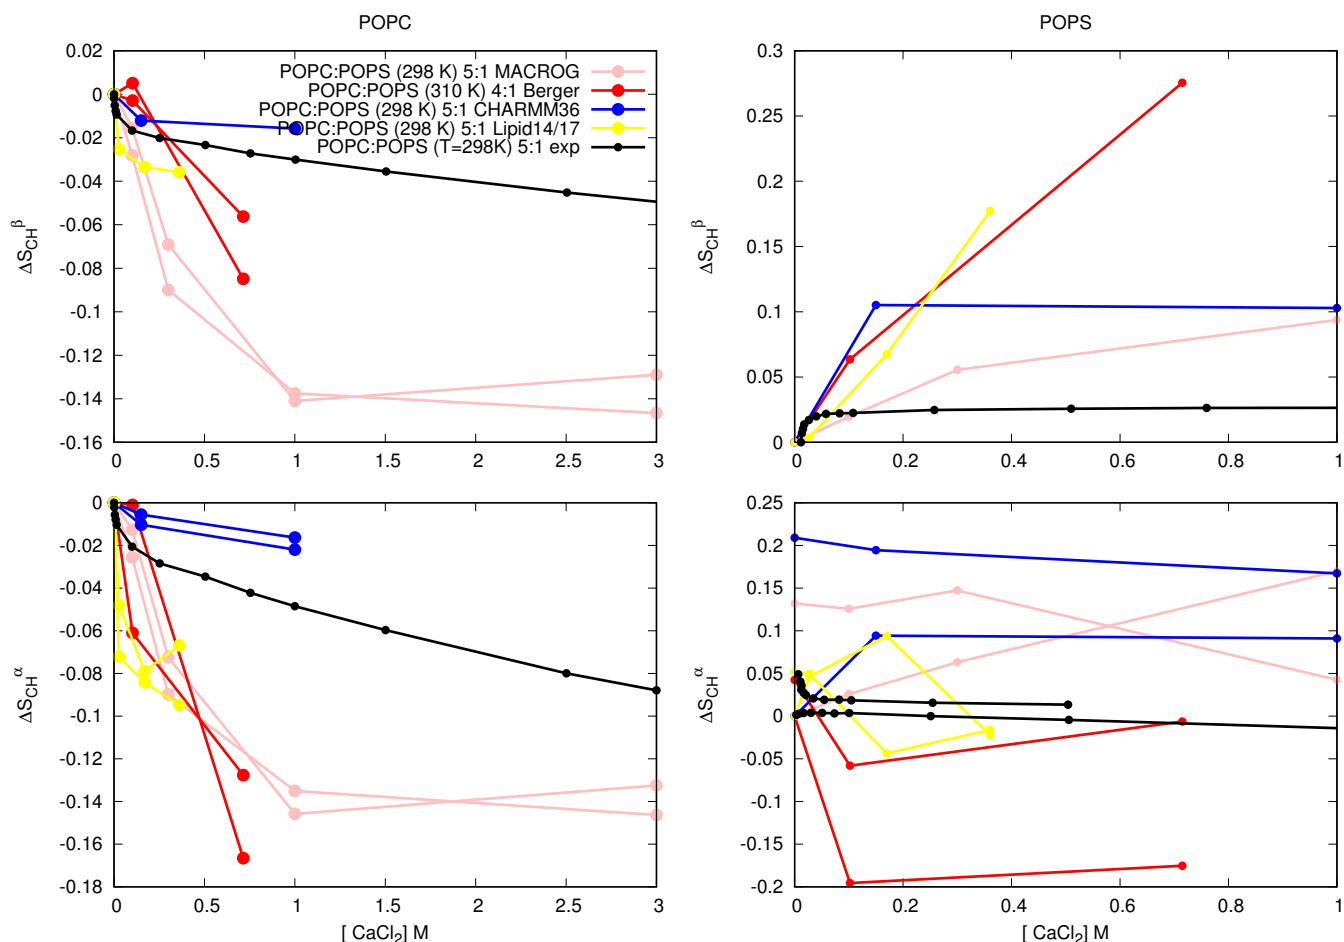 POPC
POPS
0.02
0
-0.02
-0.04
-0.06
-0.08
-0.1
-0.12
-0.14
-0.16
ΔS_CH^β
POPC:POPS (298 K) 5:1 MACROG
POPC:POPS (310 K) 4:1 Berger
POPC:POPS (298 K) 5:1 CHARMM36
POPC:POPS (298 K) 5:1 Lipid14/17
POPC:POPS (T=298K) 5:1 exp
0 0.5 1 1.5 2 2.5 3
0.3
0.25
0.2
0.15
0.1
0.05
0
ΔS_CH^β
0 0.2 0.4 0.6 0.8 1
0
-0.02
-0.04
-0.06
-0.08
-0.1
-0.12
-0.14
-0.16
-0.18
ΔS_CH^α
0 0.5 1 1.5 2 2.5 3
[ CaCl₂] M
0.25
0.2
0.15
0.1
0.05
0
-0.05
-0.1
-0.15
-0.2
ΔS_CH^α
0 0.2 0.4 0.6 0.8 1
[ CaCl₂] M